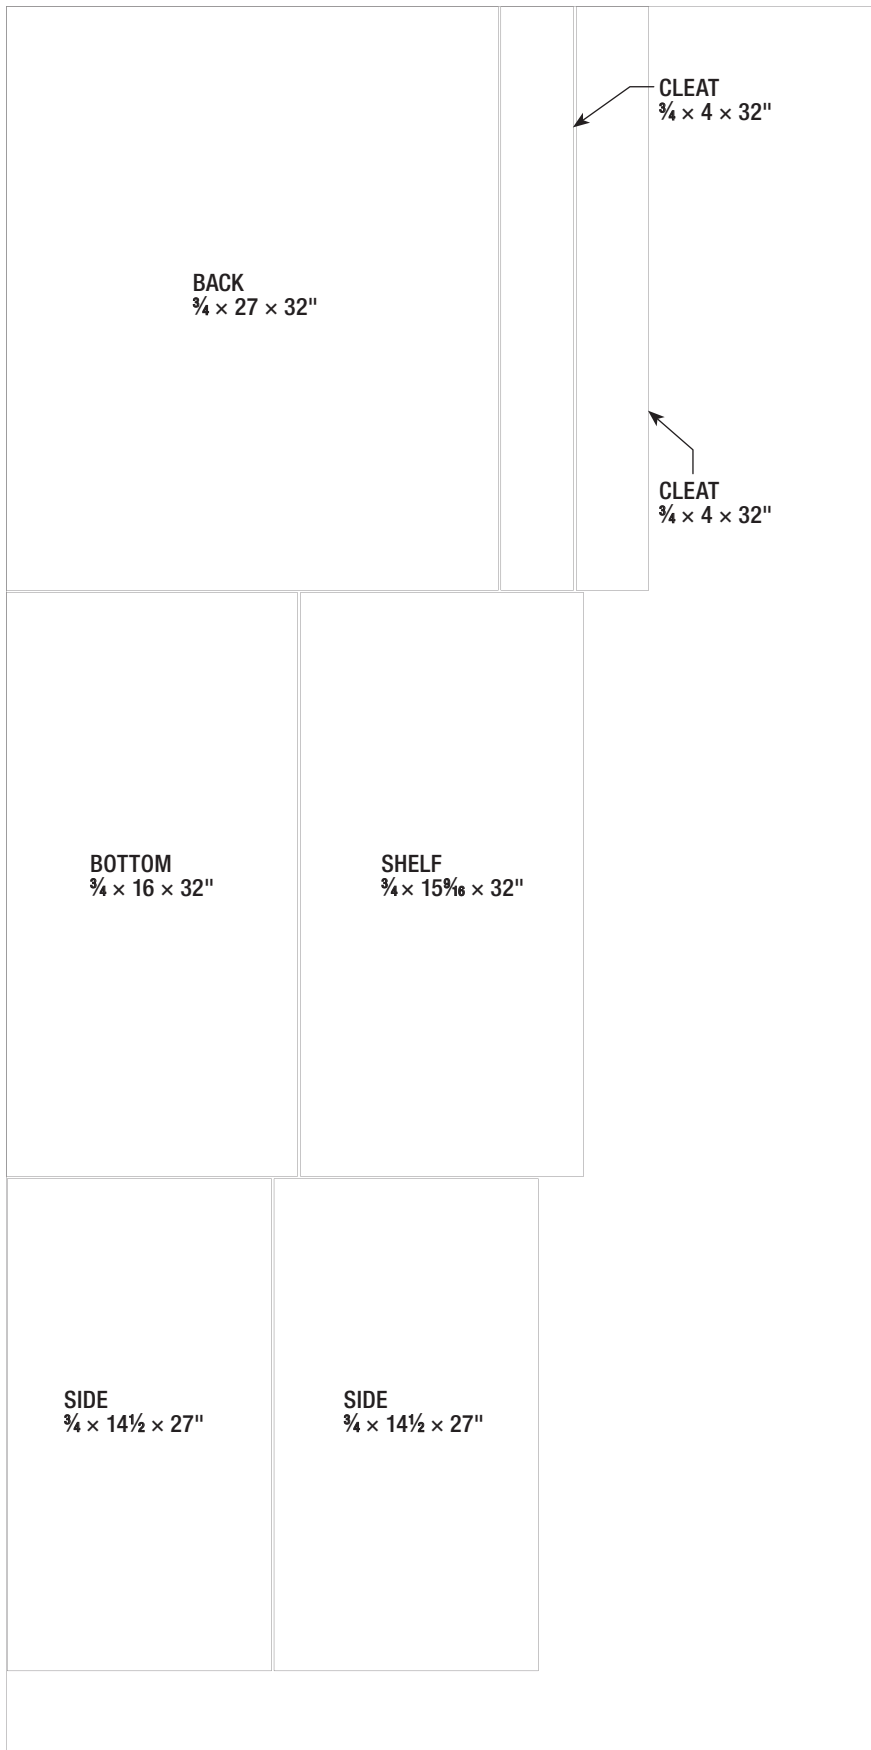 CLEAT
¾ × 4 × 32"
BACK
¾ × 27 × 32"
CLEAT
¾ × 4 × 32"
BOTTOM
¾ × 16 × 32"
SHELF
¾ × 15⁹⁄₁₆ × 32"
SIDE
¾ × 14½ × 27"
SIDE
¾ × 14½ × 27"